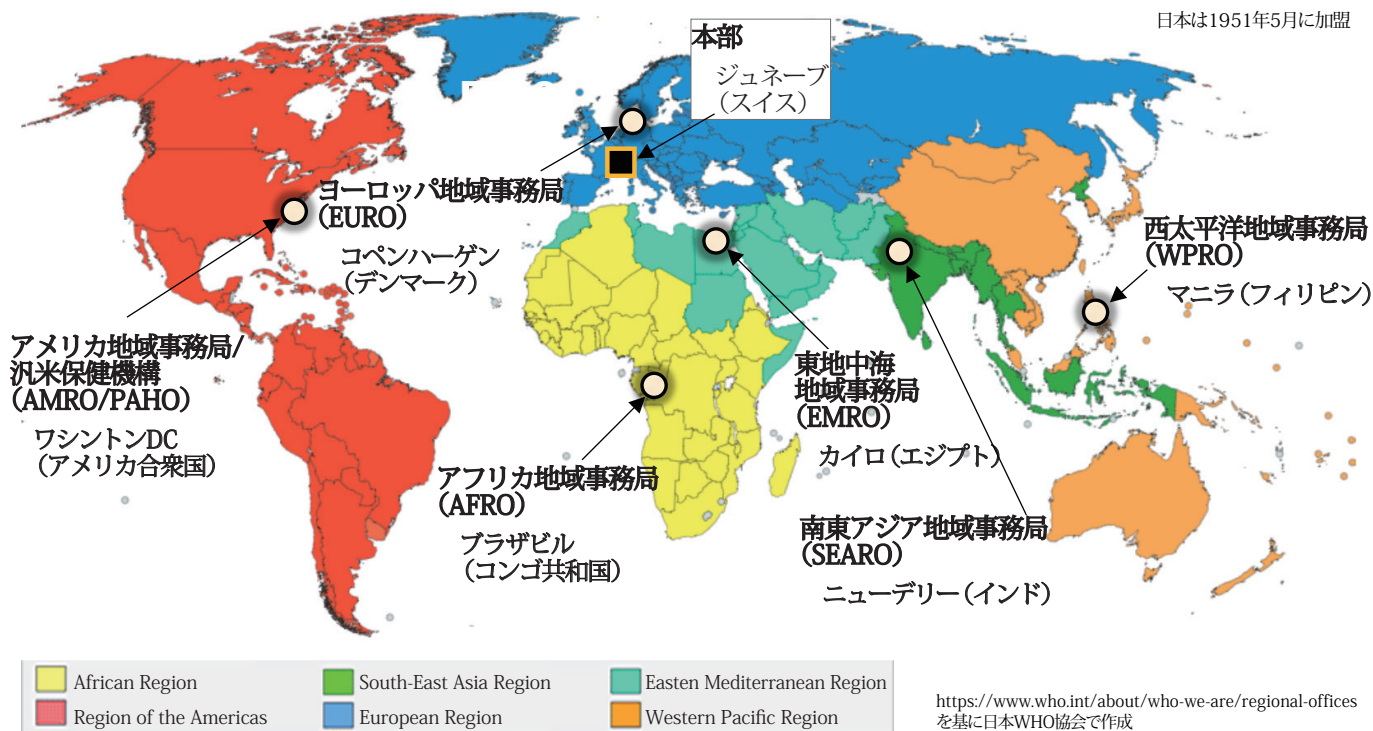 日本は1951年5月に加盟
本部
ジュネーブ
（スイス）
ヨーロッパ地域事務局
(EURO)
コペンハーゲン
（デンマーク）
西太平洋地域事務局
(WPRO)
マニラ（フィリピン）
アメリカ地域事務局/
汎米保健機構
(AMRO/PAHO)
ワシントンDC
（アメリカ合衆国）
東地中海
地域事務局
(EMRO)
カイロ（エジプト）
アフリカ地域事務局
(AFRO)
ブラザビル
（コンゴ共和国）
南東アジア地域事務局
(SEARO)
ニューデリー（インド）
African Region
South-East Asia Region
Easten Mediterranean Region
Region of the Americas
European Region
Western Pacific Region
https://www.who.int/about/who-we-are/regional-offices
を基に日本WHO協会で作成